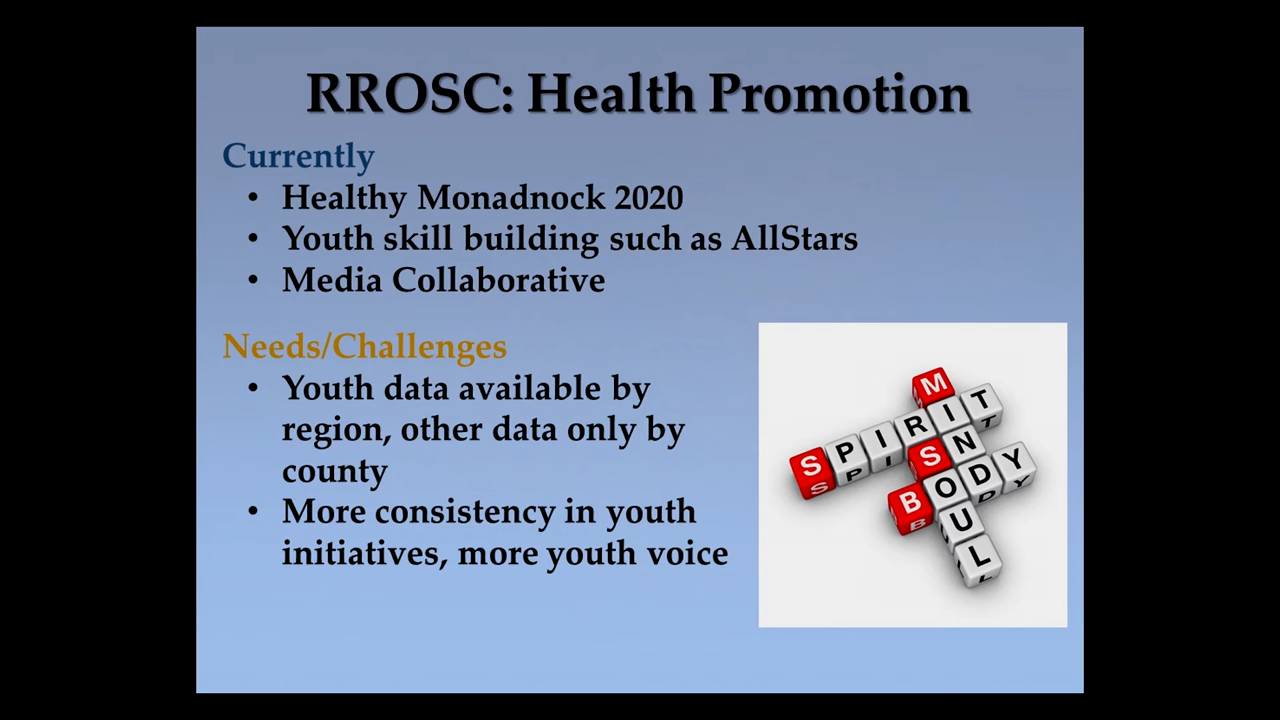 RROSC: Health Promotion
Currently
• Healthy Monadnock 2020
• Youth skill building such as AllStars
• Media Collaborative
Needs/Challenges
• Youth data available by
region, other data only by
county
• More consistency in youth
initiatives, more youth voice
SPIRIT
MIND
BODY
SOUL